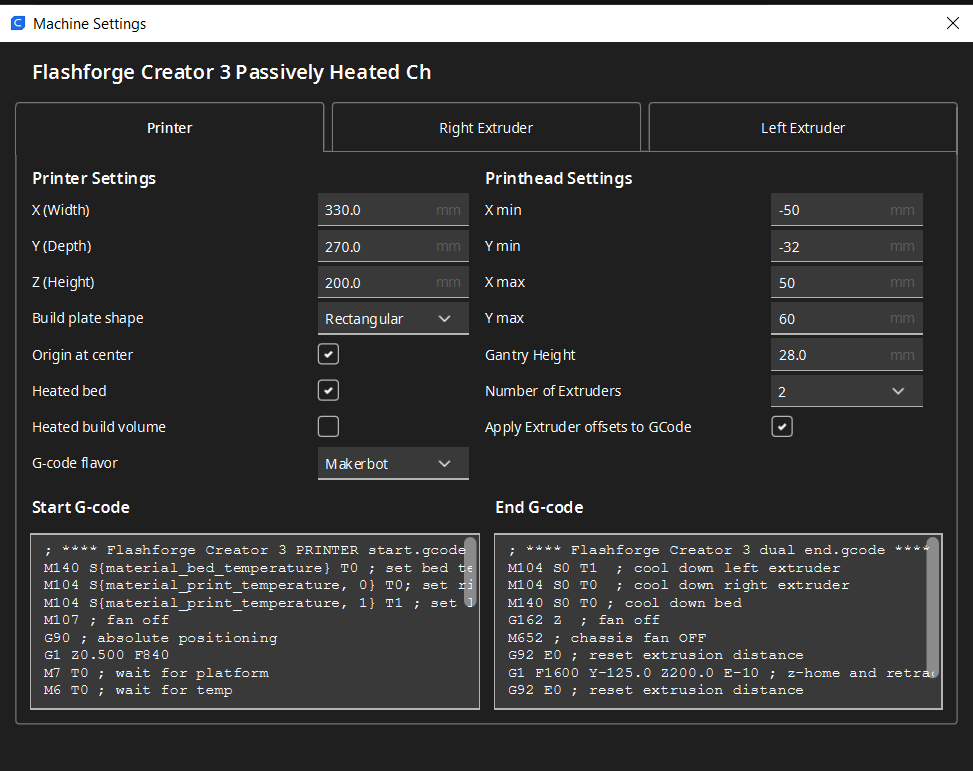 Machine Settings
Flashforge Creator 3 Passively Heated Ch
Printer
Right Extruder
Left Extruder
Printer Settings
X (Width)
330.0 mm
Y (Depth)
270.0 mm
Z (Height)
200.0 mm
Build plate shape
Rectangular
Origin at center
Heated bed
Heated build volume
G-code flavor
Makerbot
Printhead Settings
X min
-50 mm
Y min
-32 mm
X max
50 mm
Y max
60 mm
Gantry Height
28.0 mm
Number of Extruders
2
Apply Extruder offsets to GCode
Start G-code
; **** Flashforge Creator 3 PRINTER start.gcode
M140 S{material_bed_temperature} T0 ; set bed te
M104 S{material_print_temperature, 0} T0; set ri
M104 S{material_print_temperature, 1} T1 ; set l
M107 ; fan off
G90 ; absolute positioning
G1 Z0.500 F840
M7 T0 ; wait for platform
M6 T0 ; wait for temp
End G-code
; **** Flashforge Creator 3 dual end.gcode ****
M104 S0 T1  ; cool down left extruder
M104 S0 T0  ; cool down right extruder
M140 S0 T0 ; cool down bed
G162 Z  ; fan off
M652 ; chassis fan OFF
G92 E0 ; reset extrusion distance
G1 F1600 Y-125.0 Z200.0 E-10 ; z-home and retra
G92 E0 ; reset extrusion distance